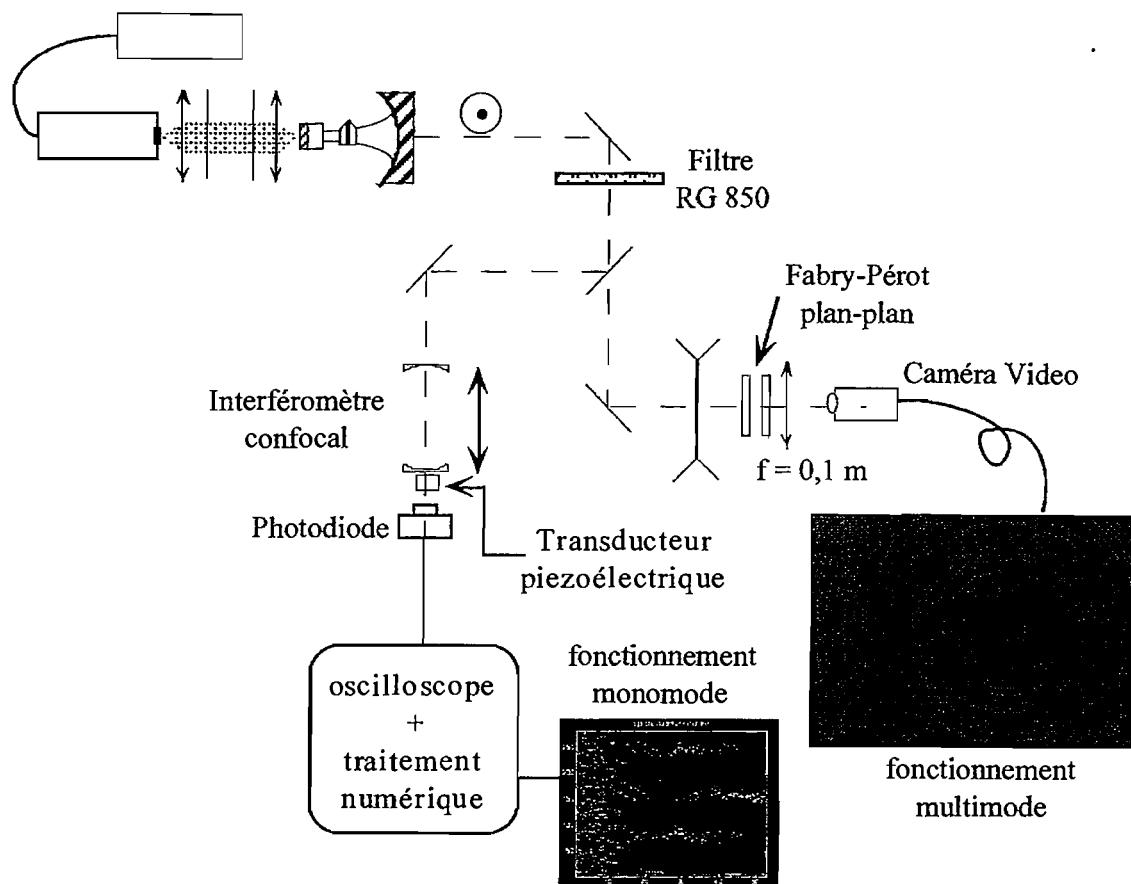 Filtre
RG 850
Fabry-Pérot
plan-plan
Caméra Video
Interféromètre
confocal
f = 0,1 m
Photodiode
Transducteur
piezoélectrique
fonctionnement
monomode
oscilloscope
+
traitement
numérique
fonctionnement
multimode